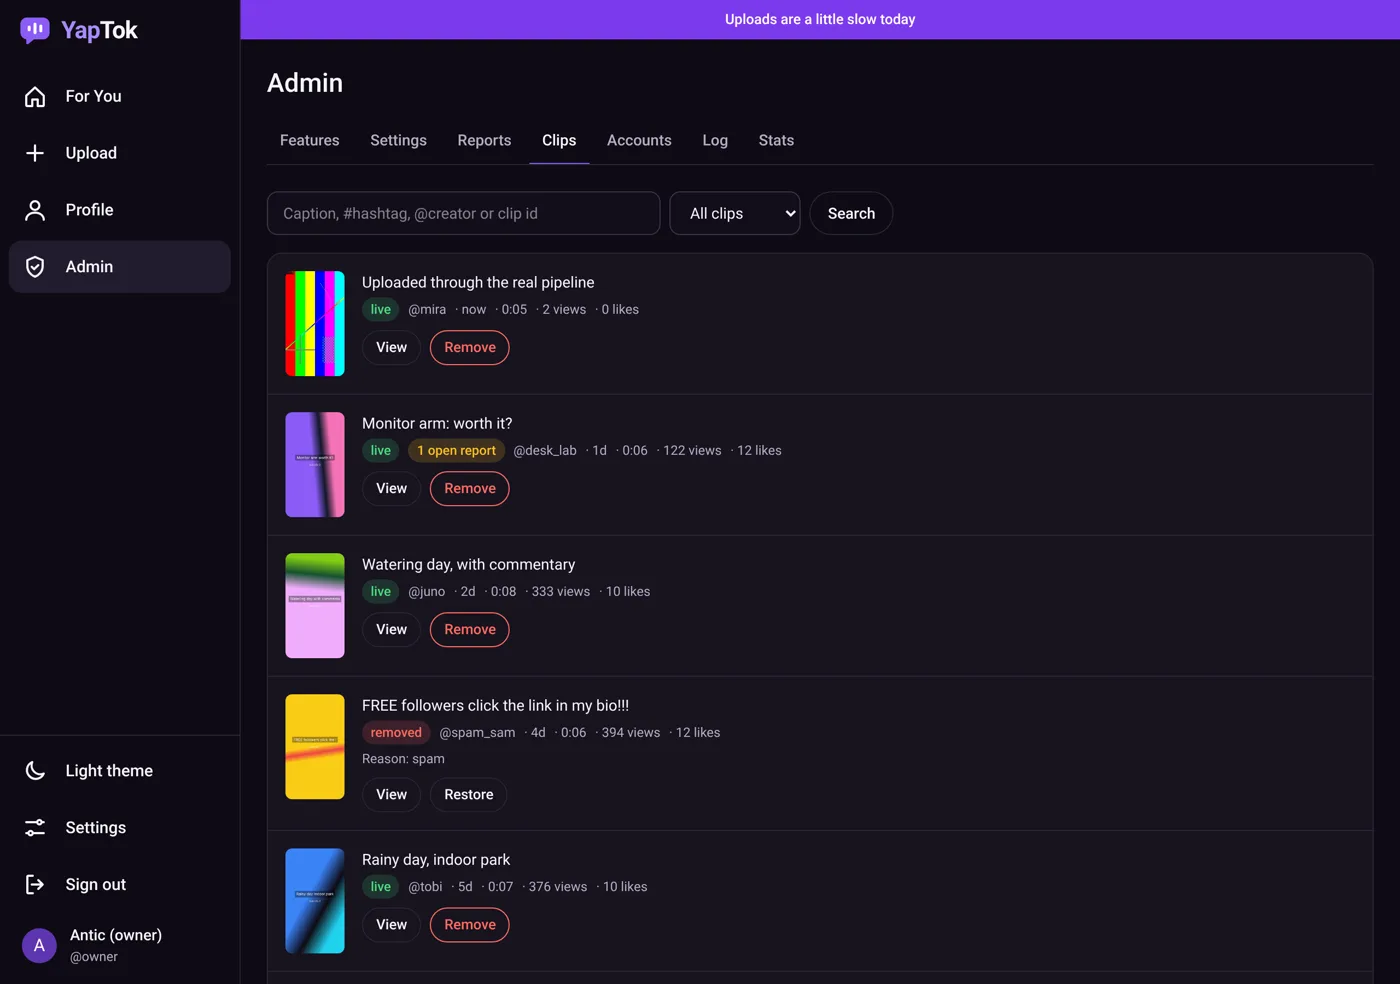 YapTok
For You
Upload
Profile
Admin
Light theme
Settings
Sign out
A
Antic (owner)
@owner
Uploads are a little slow today
Admin
Features Settings Reports Clips Accounts Log Stats
Caption, #hashtag, @creator or clip id All clips Search
Uploaded through the real pipeline
live @mira · now · 0:05 · 2 views · 0 likes
View Remove
Monitor arm: worth it?
live 1 open report @desk_lab · 1d · 0:06 · 122 views · 12 likes
View Remove
Watering day, with commentary
live @juno · 2d · 0:08 · 333 views · 10 likes
View Remove
FREE followers click the link in my bio!!!
removed @spam_sam · 4d · 0:06 · 394 views · 12 likes
Reason: spam
View Restore
Rainy day, indoor park
live @tobi · 5d · 0:07 · 376 views · 10 likes
View Remove